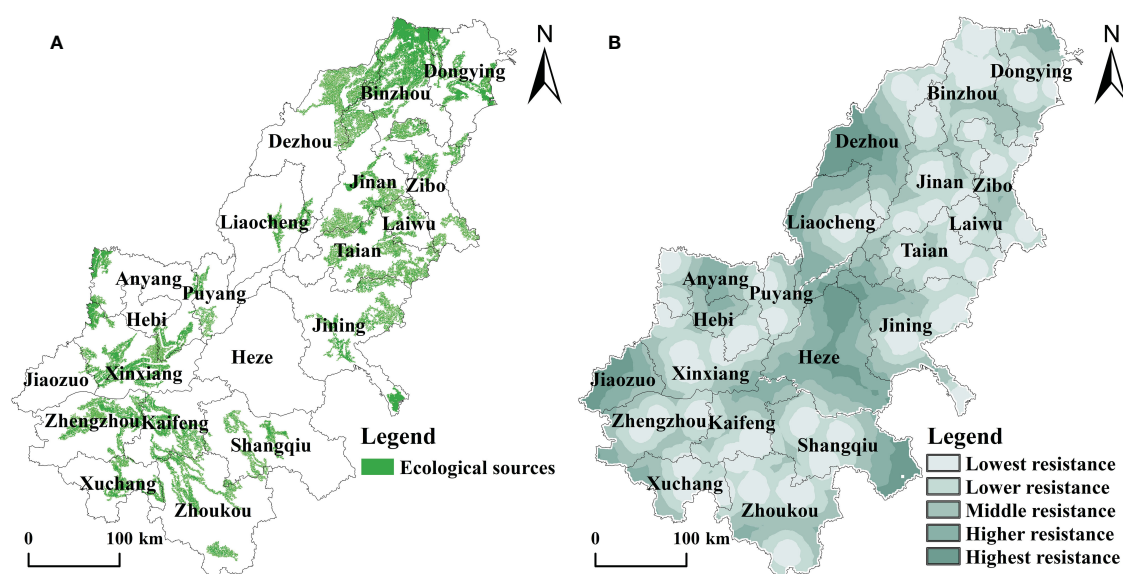 A
N
Dongying
Binzhou
Dezhou
Jinan
Zibo
Liaocheng
Laiwu
Taian
Anyang
Puyang
Hebi
Jining
Heze
Jiaozuo
Xinxiang
Zhengzhou
Kaifeng
Shangqiu
Xuchang
Zhoukou
Legend
Ecological sources
0 100 km
B
N
Dongying
Binzhou
Dezhou
Jinan
Zibo
Liaocheng
Laiwu
Taian
Anyang
Puyang
Hebi
Jining
Heze
Jiaozuo
Xinxiang
Zhengzhou
Kaifeng
Shangqiu
Xuchang
Zhoukou
Legend
Lowest resistance
Lower resistance
Middle resistance
Higher resistance
Highest resistance
0 100 km